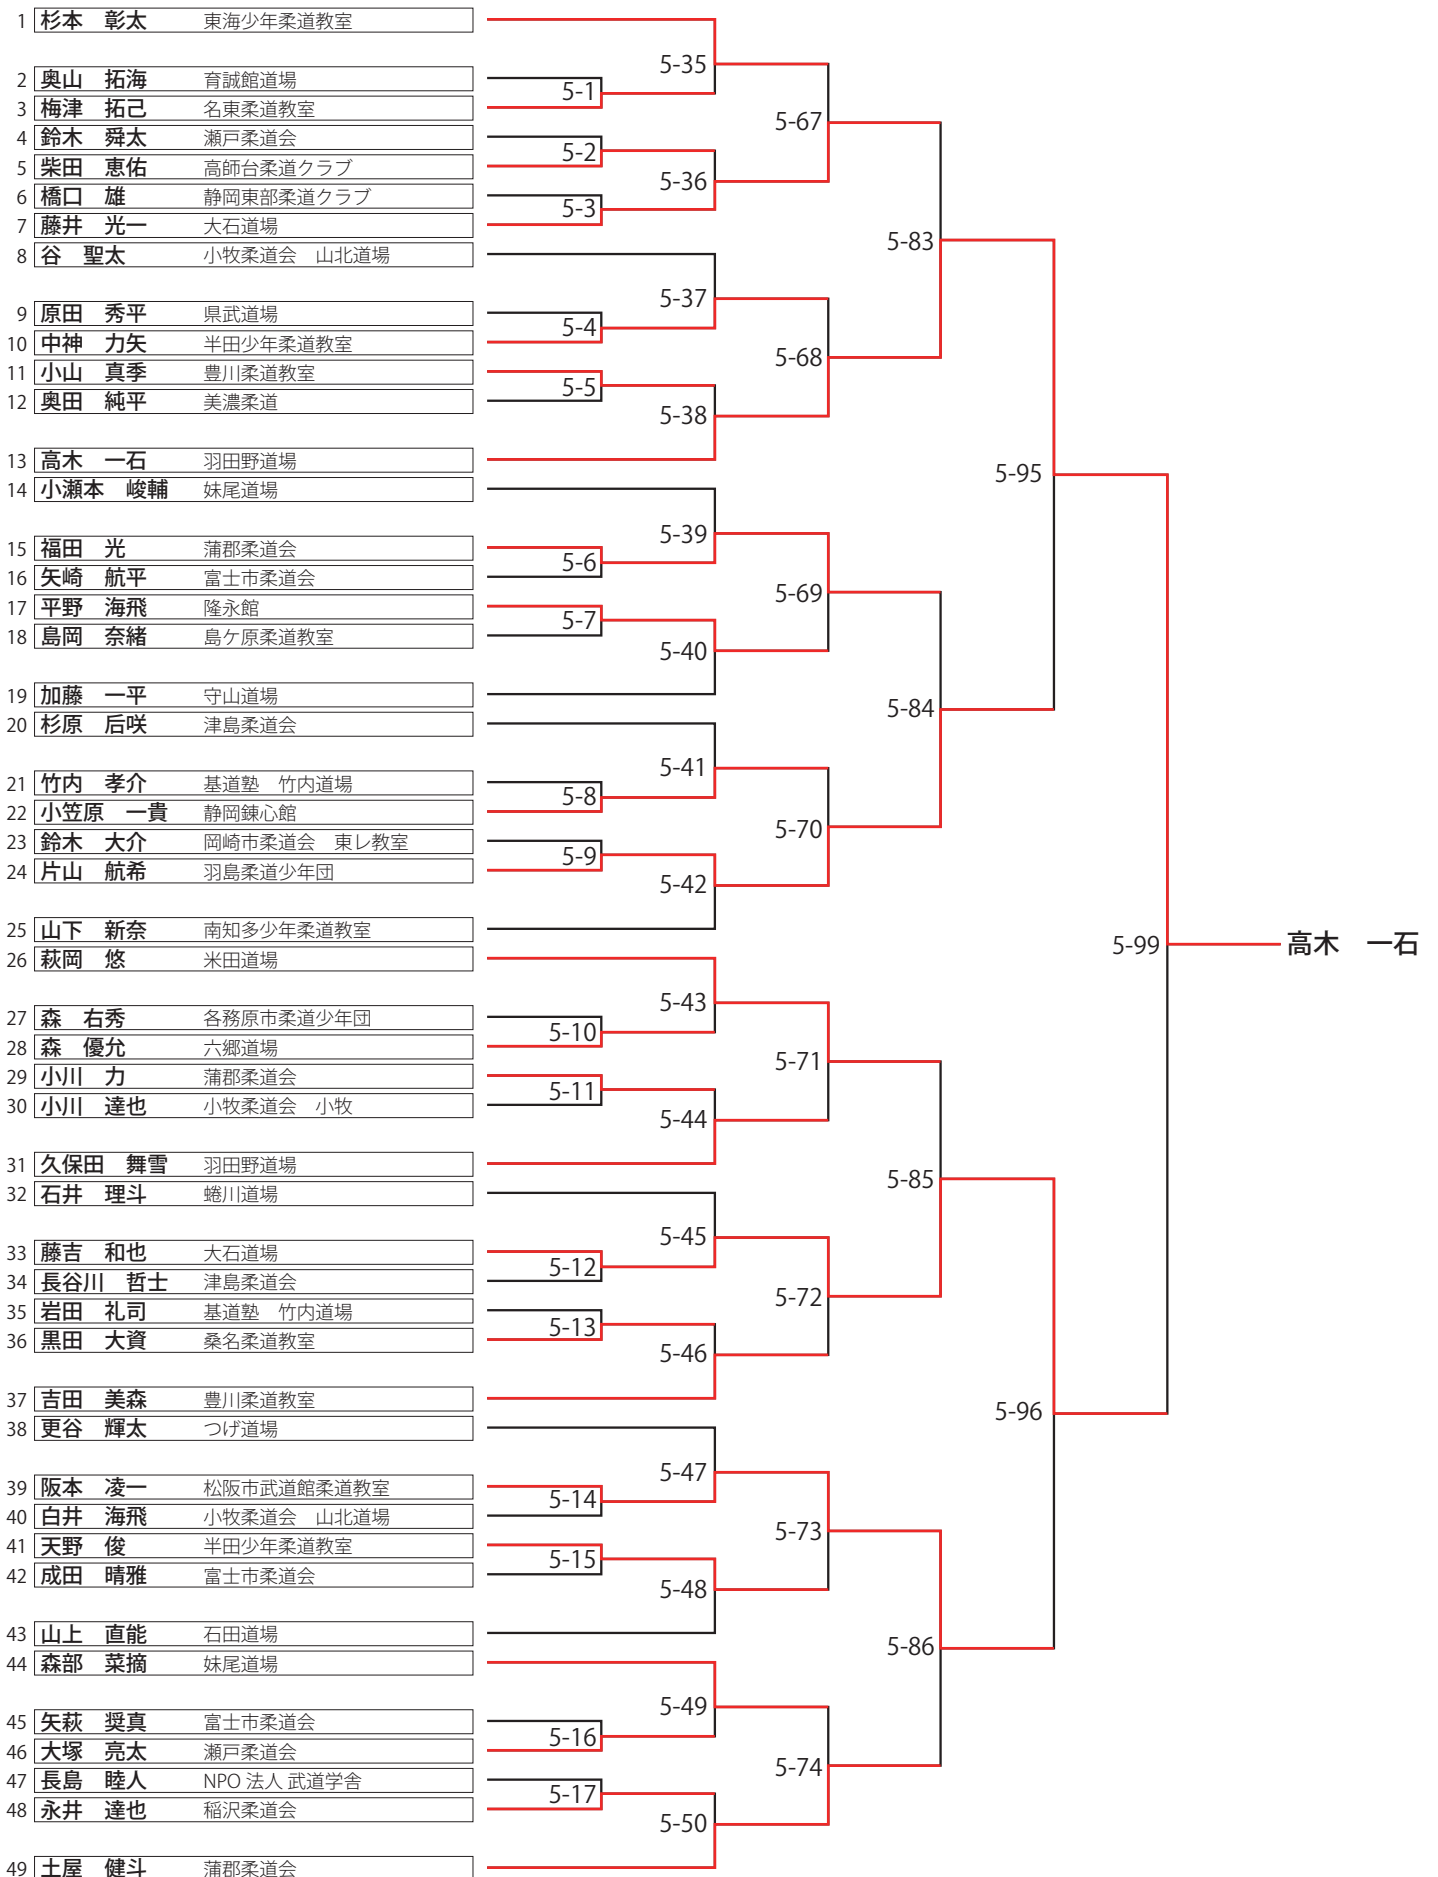 1 杉本　彰太 東海少年柔道教室
2 奥山　拓海 育誠館道場
3 梅津　拓己 名東柔道教室
4 鈴木　舜太 瀬戸柔道会
5 柴田　恵佑 高師台柔道クラブ
6 橋口　雄 静岡東部柔道クラブ
7 藤井　光一 大石道場
8 谷　聖太 小牧柔道会　山北道場
9 原田　秀平 県武道場
10 中神　力矢 半田少年柔道教室
11 小山　真季 豊川柔道教室
12 奥田　純平 美濃柔道
13 高木　一石 羽田野道場
14 小瀬本　峻輔 妹尾道場
15 福田　光 蒲郡柔道会
16 矢崎　航平 富士市柔道会
17 平野　海飛 隆永館
18 島岡　奈緒 島ケ原柔道教室
19 加藤　一平 守山道場
20 杉原　后咲 津島柔道会
21 竹内　孝介 基道塾　竹内道場
22 小笠原　一貴 静岡錬心館
23 鈴木　大介 岡崎市柔道会　東レ教室
24 片山　航希 羽島柔道少年団
25 山下　新奈 南知多少年柔道教室
26 萩岡　悠 米田道場
27 森　右秀 各務原市柔道少年団
28 森　優允 六郷道場
29 小川　力 蒲郡柔道会
30 小川　達也 小牧柔道会　小牧
31 久保田　舞雪 羽田野道場
32 石井　理斗 蜷川道場
33 藤吉　和也 大石道場
34 長谷川　哲士 津島柔道会
35 岩田　礼司 基道塾　竹内道場
36 黒田　大資 桑名柔道教室
37 吉田　美森 豊川柔道教室
38 更谷　輝太 つげ道場
39 阪本　凌一 松阪市武道館柔道教室
40 白井　海飛 小牧柔道会　山北道場
41 天野　俊 半田少年柔道教室
42 成田　晴雅 富士市柔道会
43 山上　直能 石田道場
44 森部　菜摘 妹尾道場
45 矢萩　奨真 富士市柔道会
46 大塚　亮太 瀬戸柔道会
47 長島　睦人 NPO 法人 武道学舎
48 永井　達也 稲沢柔道会
49 土屋　健斗 蒲郡柔道会
5-1
5-2
5-3
5-4
5-5
5-6
5-7
5-8
5-9
5-10
5-11
5-12
5-13
5-14
5-15
5-16
5-17
5-35
5-36
5-37
5-38
5-39
5-40
5-41
5-42
5-43
5-44
5-45
5-46
5-47
5-48
5-49
5-50
5-67
5-68
5-69
5-70
5-71
5-72
5-73
5-74
5-83
5-84
5-85
5-86
5-95
5-96
5-99
高木　一石